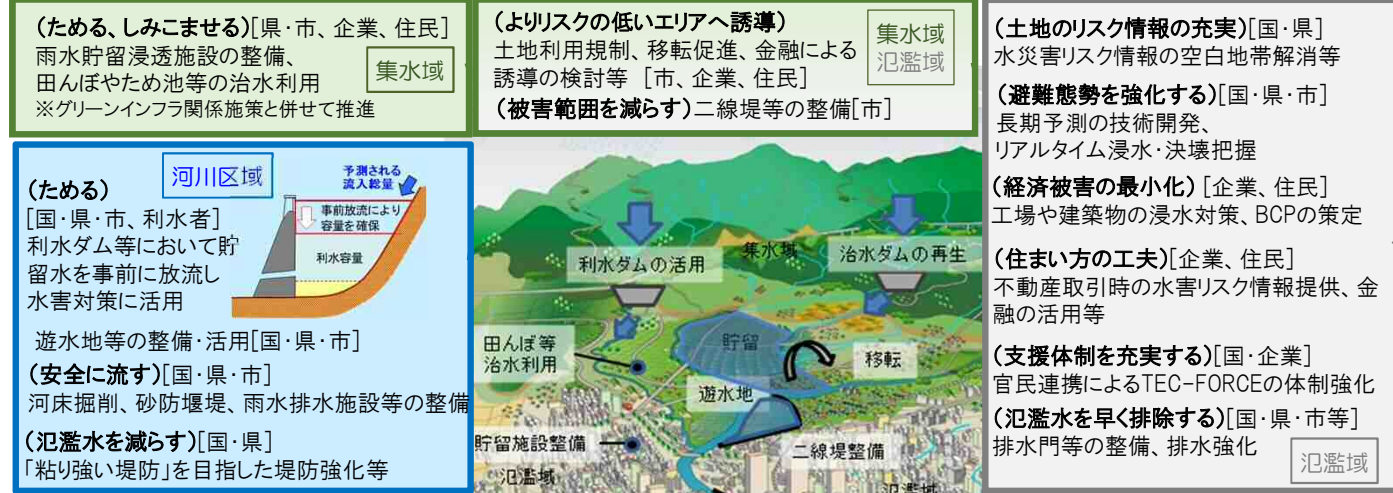 (ためる、しみこませる)[県・市、企業、住民]
雨水貯留浸透施設の整備、
田んぼやため池等の治水利用
※グリーンインフラ関係施策と併せて推進
集水域
(よりリスクの低いエリアへ誘導)
土地利用規制、移転促進、金融による
誘導の検討等 [市、企業、住民]
(被害範囲を減らす)二線堤等の整備[市]
集水域
氾濫域
(土地のリスク情報の充実)[国・県]
水災害リスク情報の空白地帯解消等
(避難態勢を強化する)[国・県・市]
長期予測の技術開発、
リアルタイム浸水・決壊把握
(経済被害の最小化) [企業、住民]
工場や建築物の浸水対策、BCPの策定
(住まい方の工夫)[企業、住民]
不動産取引時の水害リスク情報提供、金
融の活用等
(支援体制を充実する)[国・企業]
官民連携によるTEC-FORCEの体制強化
(氾濫水を早く排除する)[国・県・市等]
排水門等の整備、排水強化
氾濫域
河川区域
(ためる)
[国・県・市、利水者]
利水ダム等において貯
留水を事前に放流し
水害対策に活用
予測される
流入総量
事前放流により
容量を確保
利水容量
遊水地等の整備・活用[国・県・市]
(安全に流す)[国・県・市]
河床掘削、砂防堰堤、雨水排水施設等の整備
(氾濫水を減らす)[国・県]
「粘り強い堤防」を目指した堤防強化等
利水ダムの活用
集水域
治水ダムの再生
田んぼ等
治水利用
貯留
移転
遊水地
貯留施設整備
二線堤整備
氾濫域
氾濫域